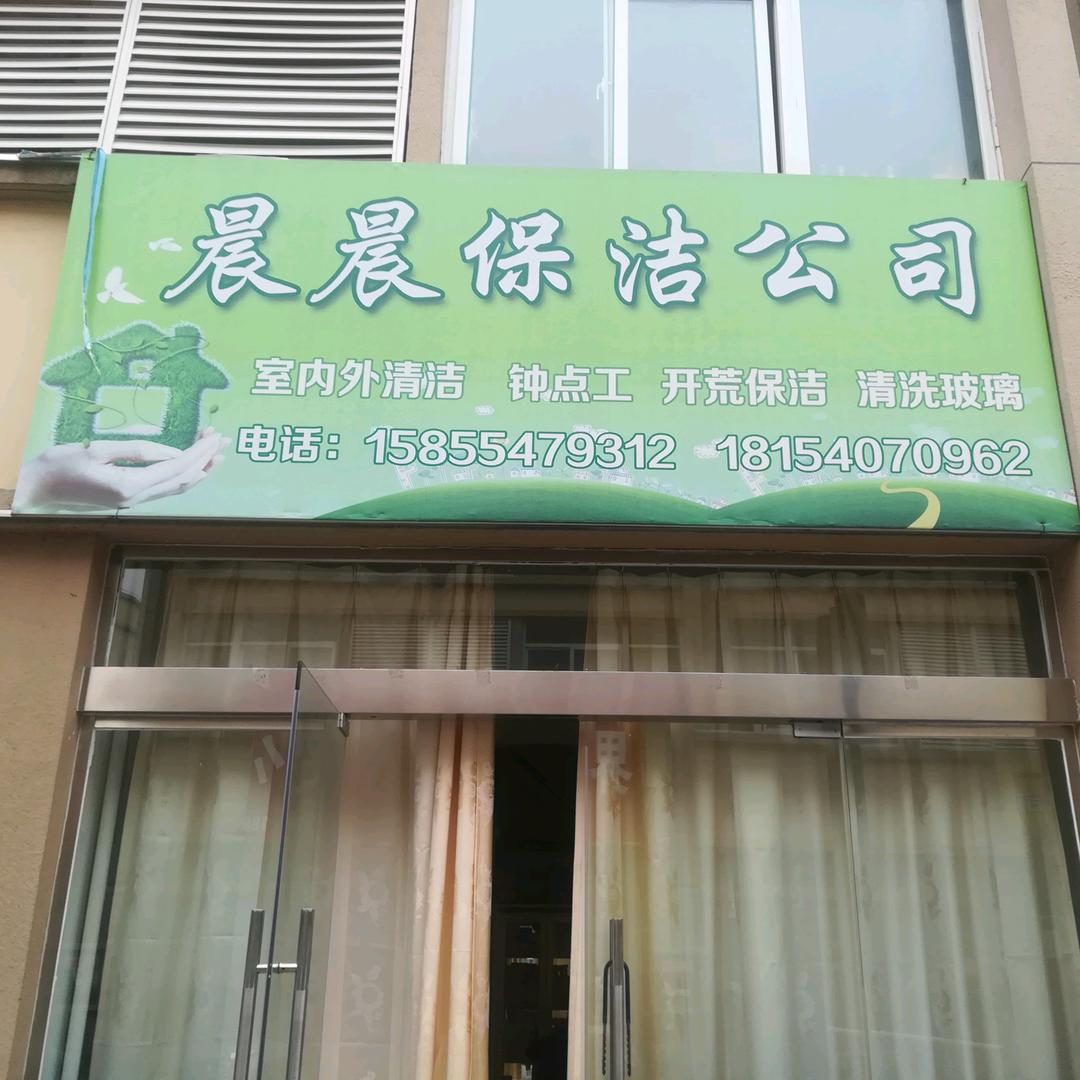 晨晨保洁公司
室内外清洁 钟点工 开荒保洁 清洗玻璃
电话：15855479312 18154070962
界